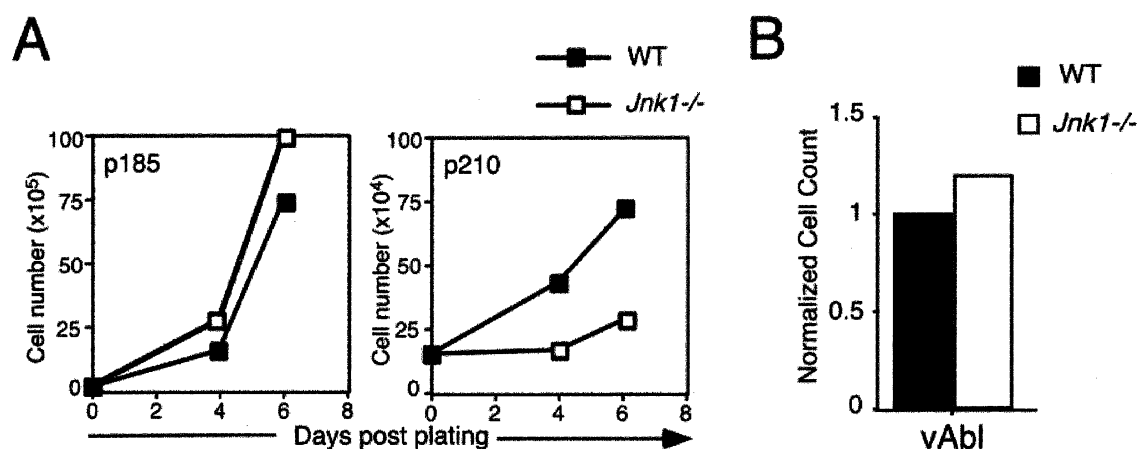 A
WT
Jnk1-/-
p185
Cell number (x10⁵)
100
75
50
25
0
0 2 4 6 8
p210
Cell number (x10⁴)
100
75
50
25
0
0 2 4 6 8
Days post plating
B
WT
Jnk1-/-
Normalized Cell Count
1.5
1
0.5
0
vAbl